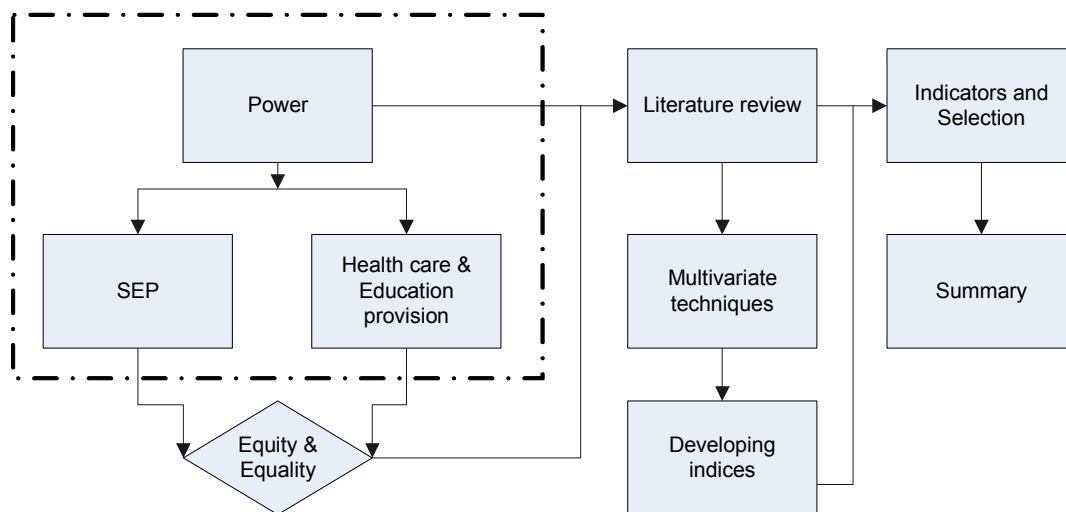 Power
Literature review
Indicators and
Selection
SEP
Health care &
Education
provision
Multivariate
techniques
Summary
Equity &
Equality
Developing
indices